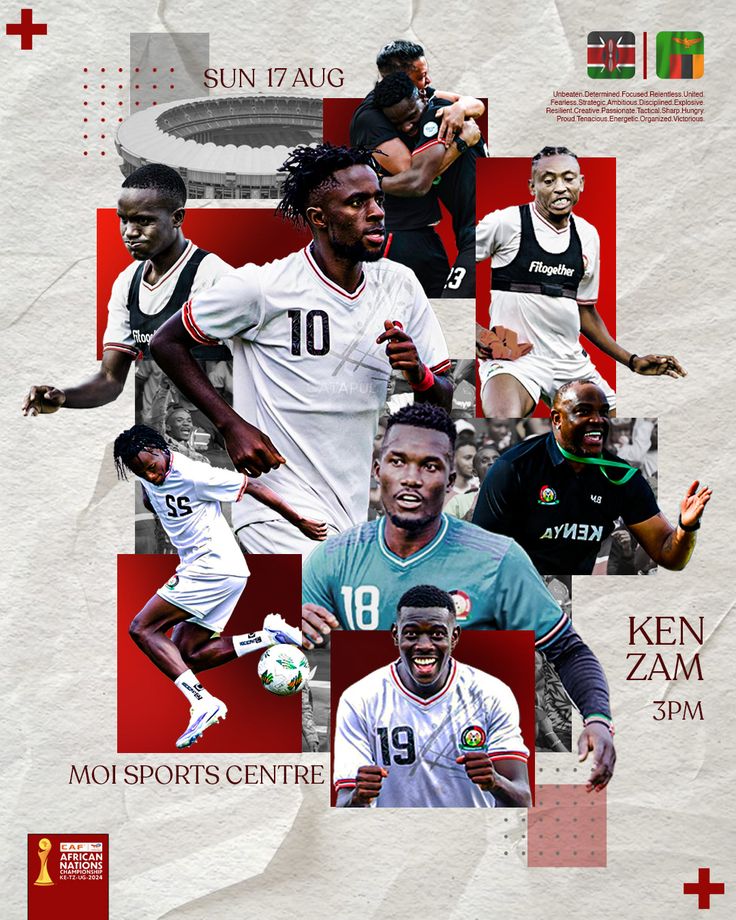 SUN 17 AUG
Unbeaten.Determined.Focused.Relentless.United.
Fearless.Strategic.Ambitious.Disciplined.Explosive.
Resilient.Creative.Passionate.Tactical.Sharp.Hungry.
Proud.Tenacious.Energetic.Organized.Victorious.
23
Fitogether
Fitogether
10
ATAPUL
22
B.M.
KENYA
18
KEN
ZAM
3PM
19
MOI SPORTS CENTRE
CAF
AFRICAN
NATIONS
CHAMPIONSHIP
KE-TZ-UG-2024